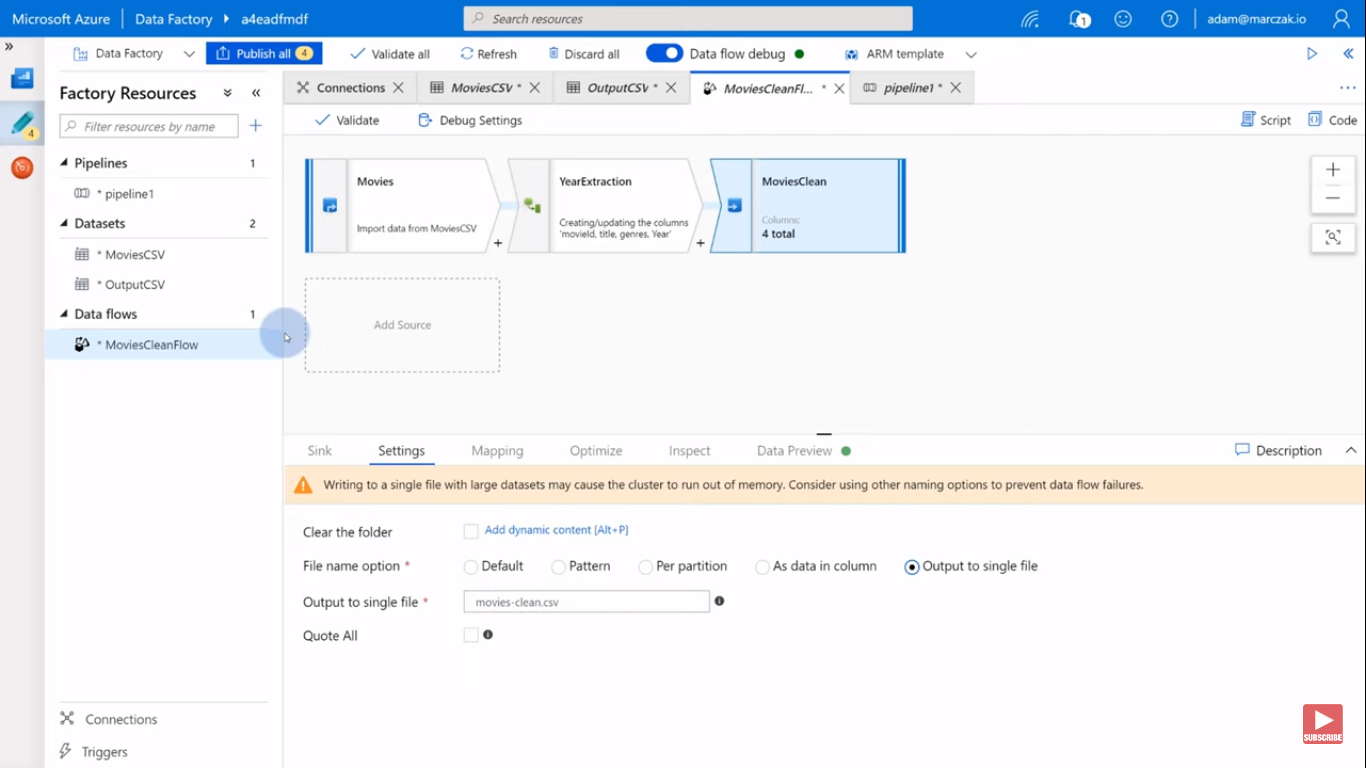 Microsoft Azure
Data Factory
a4eadfmdf
Search resources
1
adam@marczak.io
Data Factory
Publish all 4
Validate all
Refresh
Discard all
Data flow debug
ARM template
4
Factory Resources
Filter resources by name
Pipelines 1
* pipeline1
Datasets 2
* MoviesCSV
* OutputCSV
Data flows 1
* MoviesCleanFlow
Connections
Triggers
Connections
MoviesCSV *
OutputCSV *
MoviesCleanFl... *
pipeline1 *
Validate
Debug Settings
Script
Code
Movies
Import data from MoviesCSV
YearExtraction
Creating/updating the columns
'movieId, title, genres, Year'
MoviesClean
Columns:
4 total
Add Source
Sink
Settings
Mapping
Optimize
Inspect
Data Preview
Description
Writing to a single file with large datasets may cause the cluster to run out of memory. Consider using other naming options to prevent data flow failures.
Clear the folder
Add dynamic content [Alt+P]
File name option *
Default
Pattern
Per partition
As data in column
Output to single file
Output to single file *
movies-clean.csv
Quote All
SUBSCRIBE